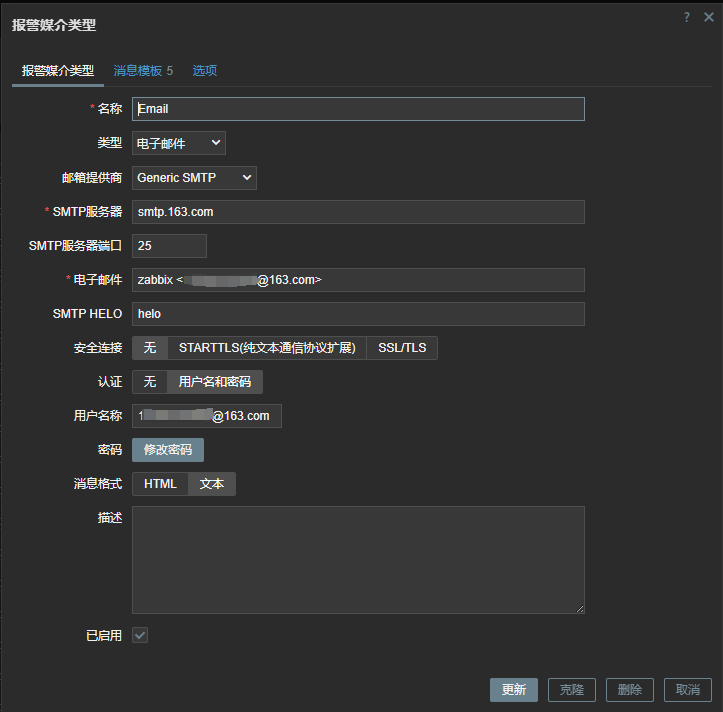 报警媒介类型
? ×
报警媒介类型 消息模板 5 选项
* 名称 Email
类型 电子邮件
邮箱提供商 Generic SMTP
* SMTP服务器 smtp.163.com
SMTP服务器端口 25
* 电子邮件 zabbix < @163.com>
SMTP HELO helo
安全连接 无 STARTTLS(纯文本通信协议扩展) SSL/TLS
认证 无 用户名和密码
用户名称 1 @163.com
密码 修改密码
消息格式 HTML 文本
描述
已启用
更新 克隆 删除 取消